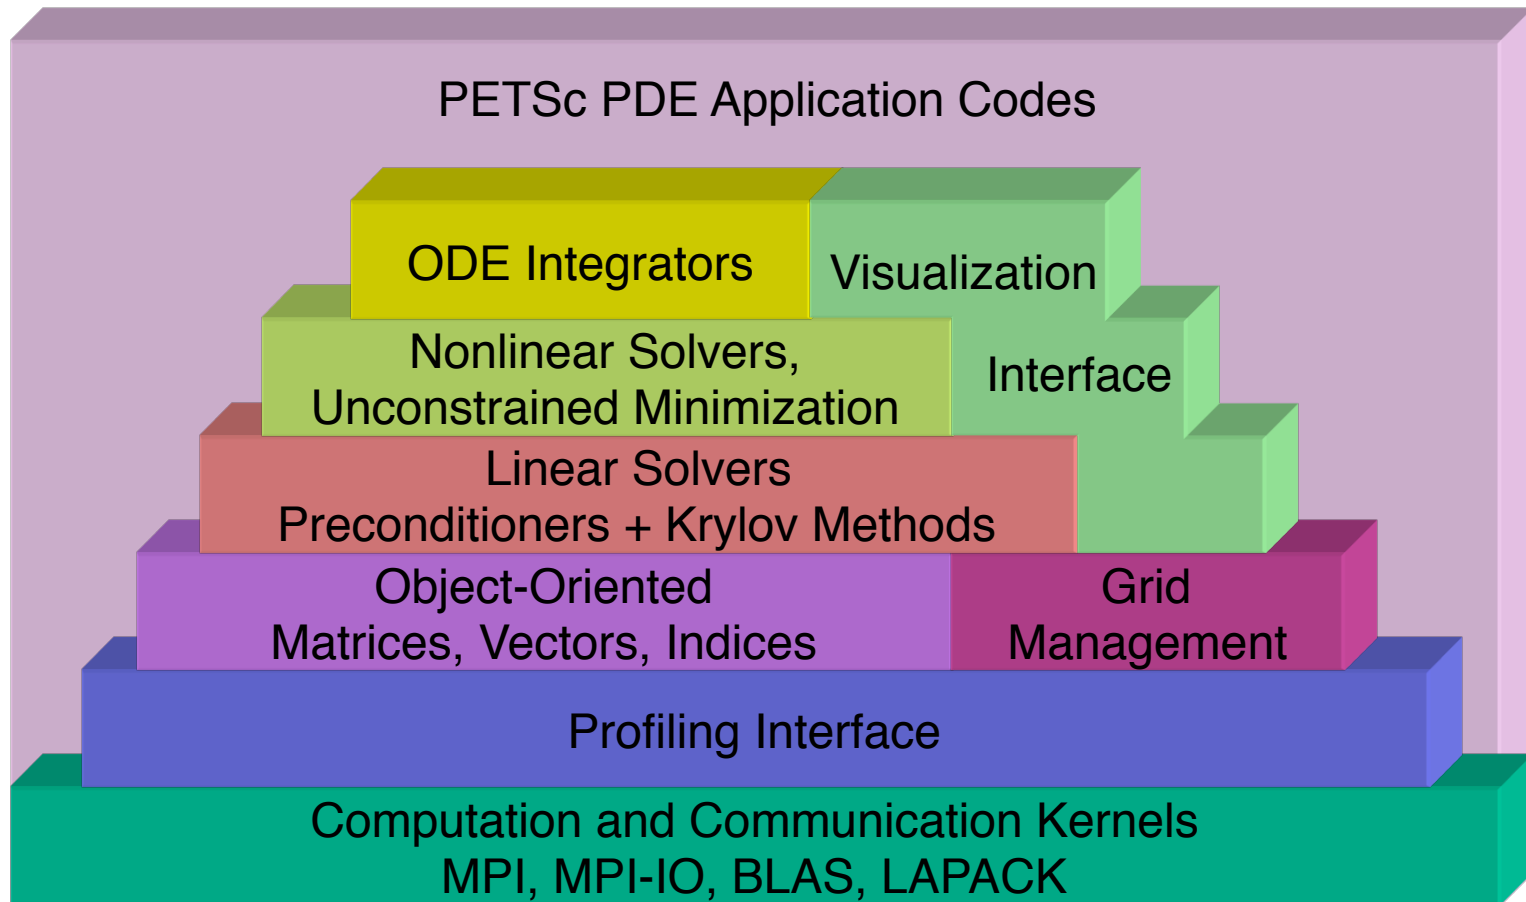 PETSc PDE Application Codes
ODE Integrators
Visualization
Nonlinear Solvers,
Unconstrained Minimization
Interface
Linear Solvers
Preconditioners + Krylov Methods
Object-Oriented
Matrices, Vectors, Indices
Grid
Management
Profiling Interface
Computation and Communication Kernels
MPI, MPI-IO, BLAS, LAPACK